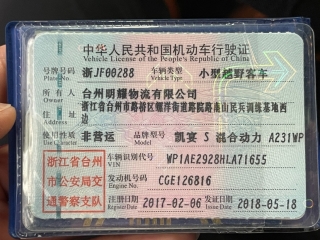 中华人民共和国机动车行驶证
Vehicle License of the People's Republic of China
号牌号码 浙JF00288 车辆类型 小型越野客车
Plate No. Vehicle Type
所有人 台州明耀物流有限公司
Owner
住址 浙江省台州市路桥区螺洋街道路院路南山民兵训练基地西边
Address
使用性质 非营运 品牌型号 凯宴 S 混合动力 A231WP
Use Character Model
浙江省台州市公安局交通警察支队
车辆识别代号 WP1AE2928HLA71655
VIN
发动机号码 CGE126816
Engine No.
注册日期 2017-02-06 发证日期 2018-05-18
Register Date Issue Date